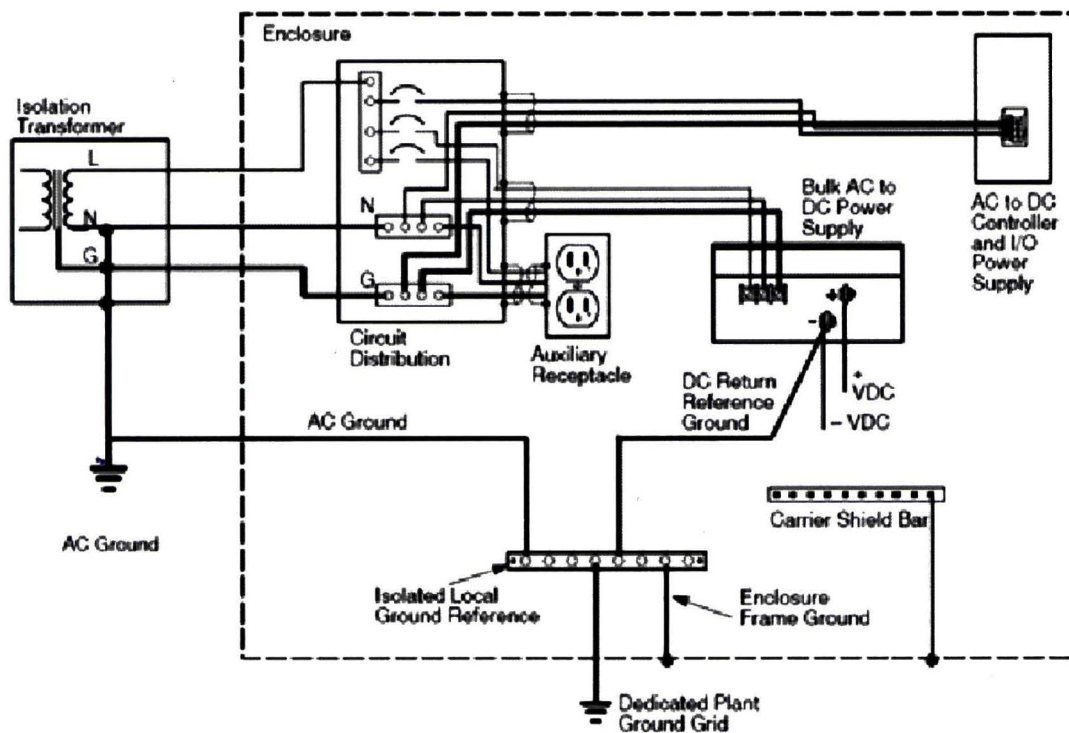 Enclosure
Isolation
Transformer
L
N
G
N
G
Circuit
Distribution
Auxiliary
Receptacle
Bulk AC to
DC Power
Supply
AC to DC
Controller
and I/O
Power
Supply
+
-
DC Return
Reference
Ground
+
VDC
- VDC
AC Ground
AC Ground
Carrier Shield Bar
Isolated Local
Ground Reference
Enclosure
Frame Ground
Dedicated Plant
Ground Grid